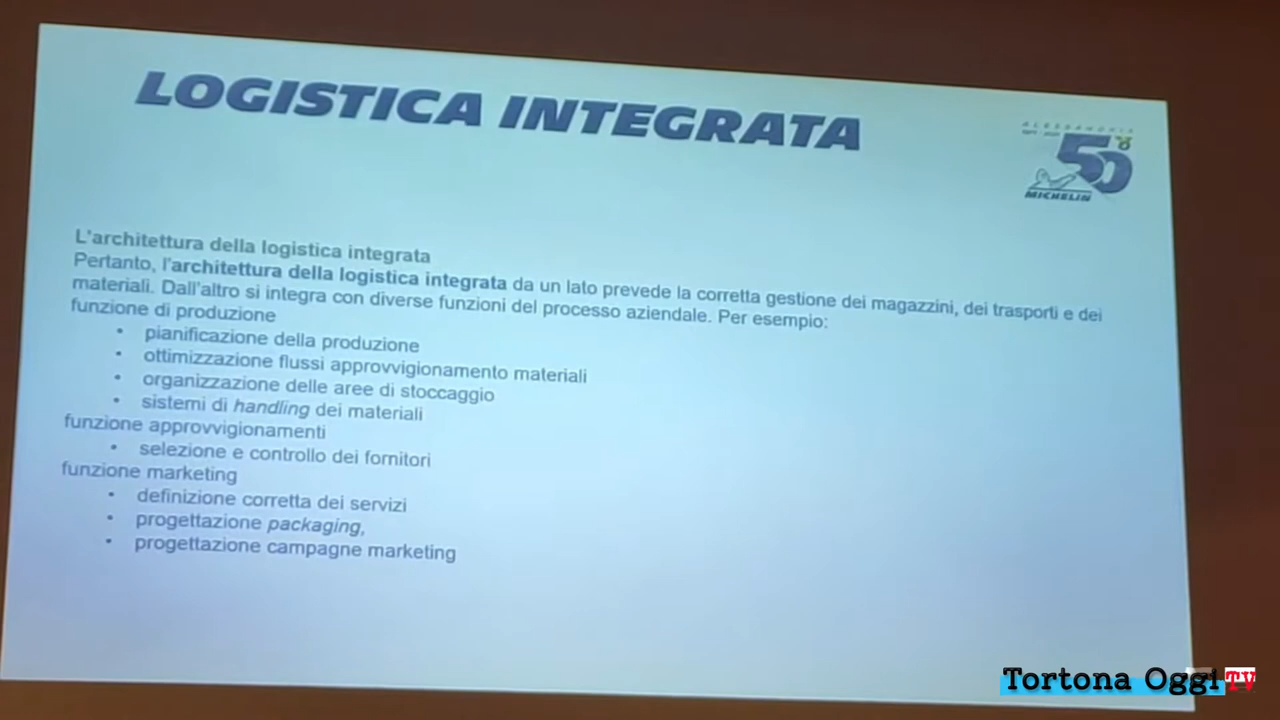 LOGISTICA INTEGRATA
ALESSANDRIA
50°
MICHELIN
L'architettura della logistica integrata
Pertanto, l'architettura della logistica integrata da un lato prevede la corretta gestione dei magazzini, dei trasporti e dei
materiali. Dall'altro si integra con diverse funzioni del processo aziendale. Per esempio:
funzione di produzione
• pianificazione della produzione
• ottimizzazione flussi approvvigionamento materiali
• organizzazione delle aree di stoccaggio
• sistemi di handling dei materiali
funzione approvvigionamenti
• selezione e controllo dei fornitori
funzione marketing
• definizione corretta dei servizi
• progettazione packaging,
• progettazione campagne marketing
Tortona Oggi TV